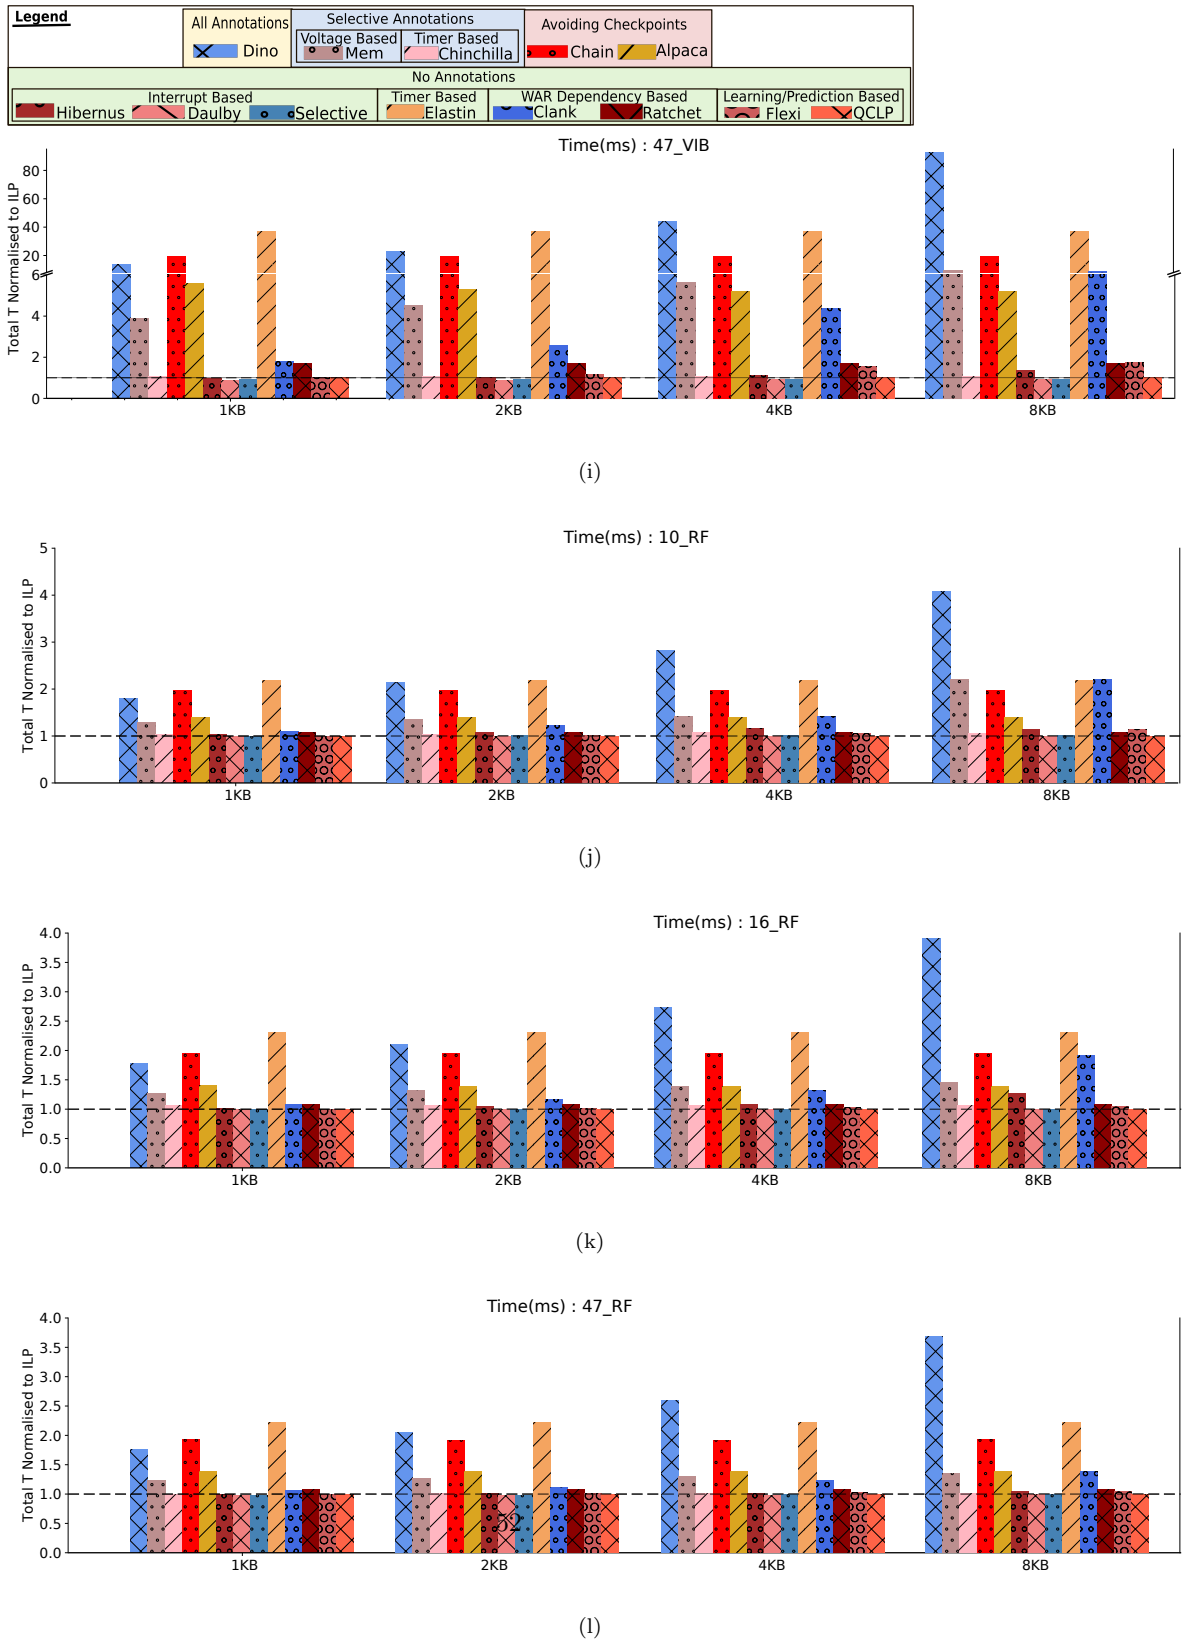 Legend
All Annotations
Dino
Selective Annotations
Voltage Based
Mem
Timer Based
Chinchilla
Avoiding Checkpoints
Chain
Alpaca
No Annotations
Interrupt Based
Hibernus
Daulby
Selective
Timer Based
Elastin
WAR Dependency Based
Clank
Ratchet
Learning/Prediction Based
Flexi
QCLP
Time(ms) : 47_VIB
Total T Normalised to ILP
80
60
40
20
6
4
2
0
1KB
2KB
4KB
8KB
(i)
Time(ms) : 10_RF
Total T Normalised to ILP
5
4
3
2
1
0
1KB
2KB
4KB
8KB
(j)
Time(ms) : 16_RF
Total T Normalised to ILP
4.0
3.5
3.0
2.5
2.0
1.5
1.0
0.5
0.0
1KB
2KB
4KB
8KB
(k)
Time(ms) : 47_RF
Total T Normalised to ILP
4.0
3.5
3.0
2.5
2.0
1.5
1.0
0.5
0.0
52
1KB
2KB
4KB
8KB
(l)